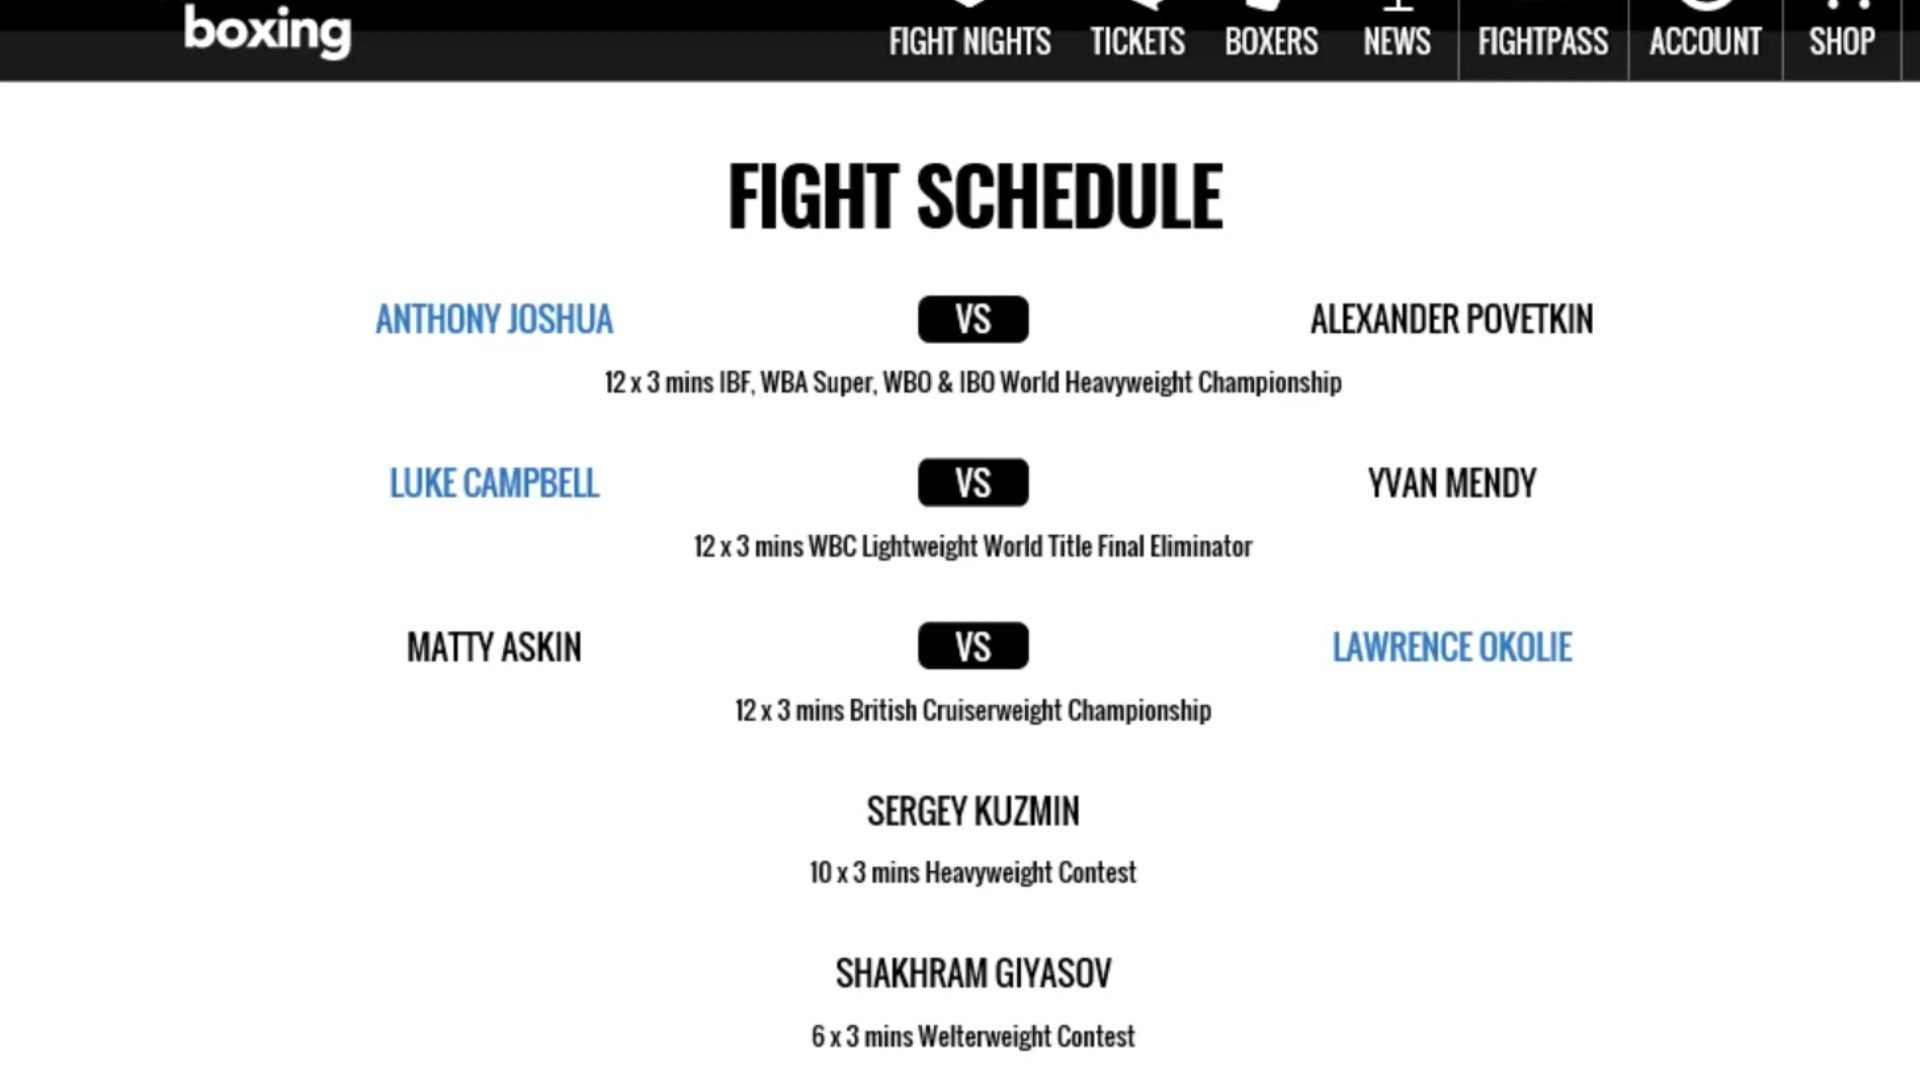 boxing
FIGHT NIGHTS TICKETS BOXERS NEWS FIGHTPASS ACCOUNT SHOP
FIGHT SCHEDULE
ANTHONY JOSHUA VS ALEXANDER POVETKIN
12 x 3 mins IBF, WBA Super, WBO & IBO World Heavyweight Championship
LUKE CAMPBELL VS YVAN MENDY
12 x 3 mins WBC Lightweight World Title Final Eliminator
MATTY ASKIN VS LAWRENCE OKOLIE
12 x 3 mins British Cruiserweight Championship
SERGEY KUZMIN
10 x 3 mins Heavyweight Contest
SHAKHRAM GIYASOV
6 x 3 mins Welterweight Contest